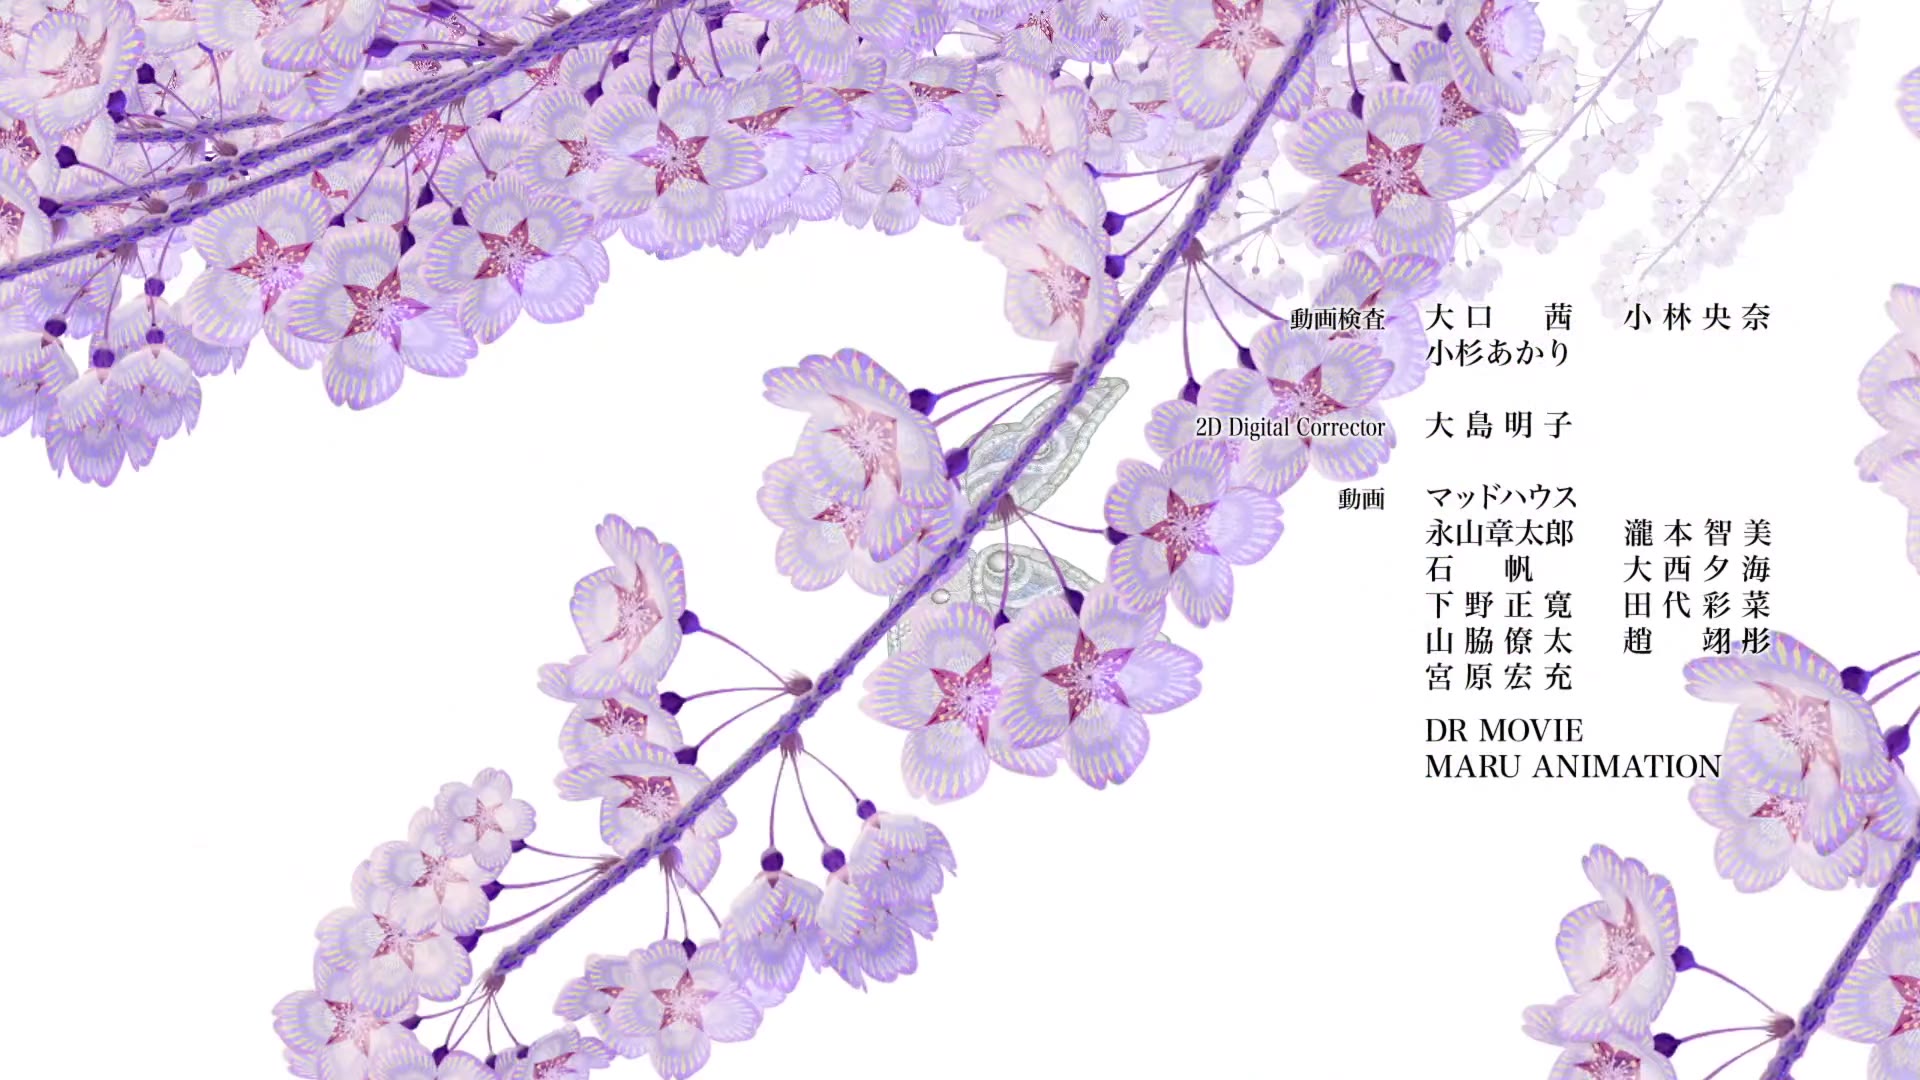 動画検査 大口 茜 小林央奈
小杉あかり
2D Digital Corrector 大島明子
動画 マッドハウス
永山章太郎 瀧本智美
石 帆 大西夕海
下野正寛 田代彩菜
山脇僚太 趙 翊彤
宮原宏充
DR MOVIE
MARU ANIMATION